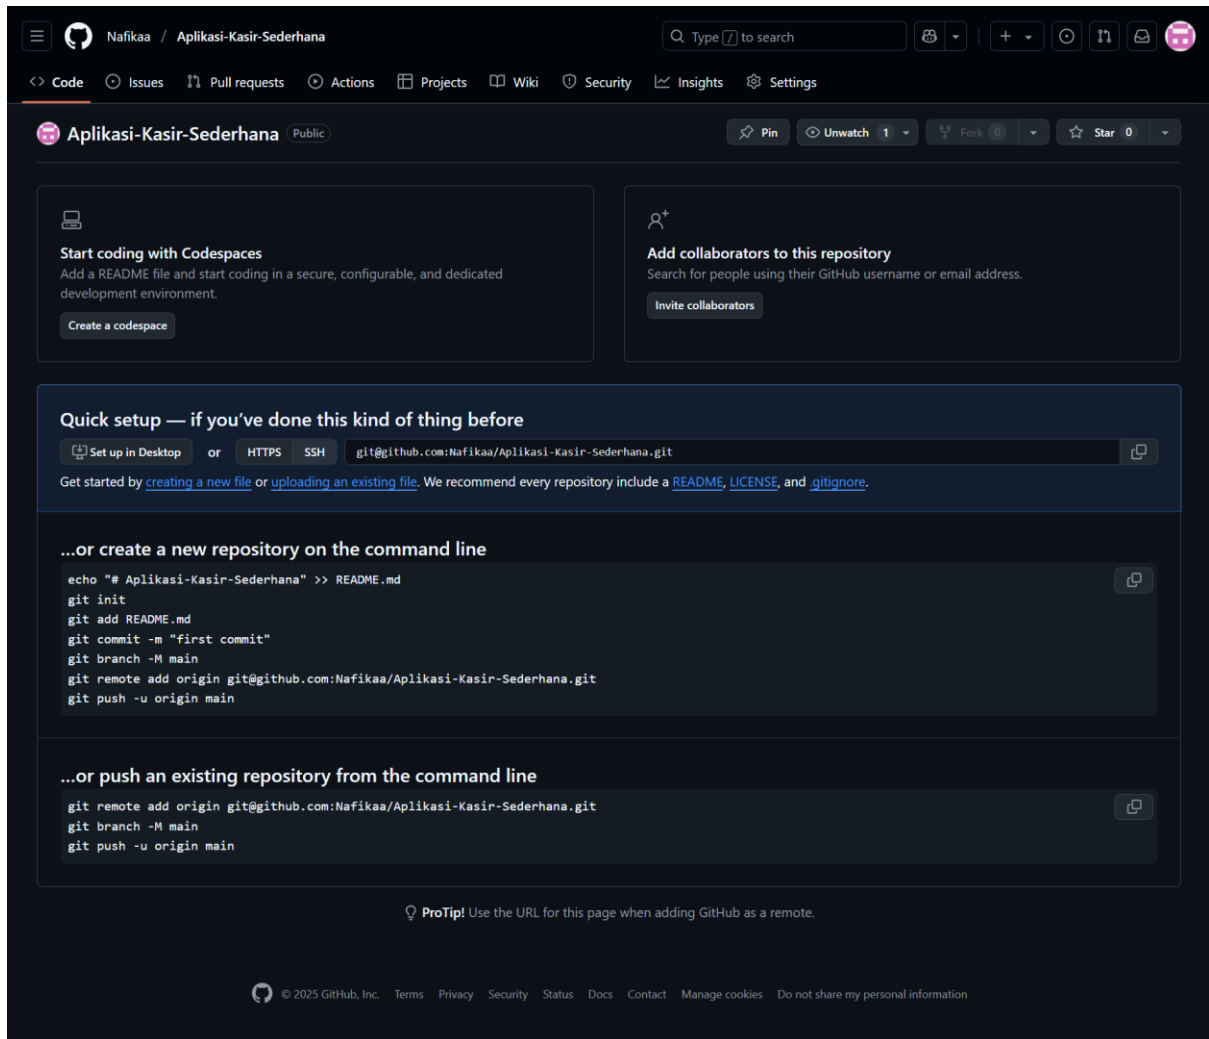 Nafikaa / Aplikasi-Kasir-Sederhana
Type / to search
Code Issues Pull requests Actions Projects Wiki Security Insights Settings
Aplikasi-Kasir-Sederhana Public
Pin Unwatch 1 Fork 0 Star 0
Start coding with Codespaces
Add a README file and start coding in a secure, configurable, and dedicated
development environment.
Create a codespace
Add collaborators to this repository
Search for people using their GitHub username or email address.
Invite collaborators
Quick setup — if you’ve done this kind of thing before
Set up in Desktop or HTTPS SSH git@github.com:Nafikaa/Aplikasi-Kasir-Sederhana.git
Get started by creating a new file or uploading an existing file. We recommend every repository include a README, LICENSE, and .gitignore.
…or create a new repository on the command line
echo "# Aplikasi-Kasir-Sederhana" >> README.md
git init
git add README.md
git commit -m "first commit"
git branch -M main
git remote add origin git@github.com:Nafikaa/Aplikasi-Kasir-Sederhana.git
git push -u origin main
…or push an existing repository from the command line
git remote add origin git@github.com:Nafikaa/Aplikasi-Kasir-Sederhana.git
git branch -M main
git push -u origin main
ProTip! Use the URL for this page when adding GitHub as a remote.
© 2025 GitHub, Inc. Terms Privacy Security Status Docs Contact Manage cookies Do not share my personal information